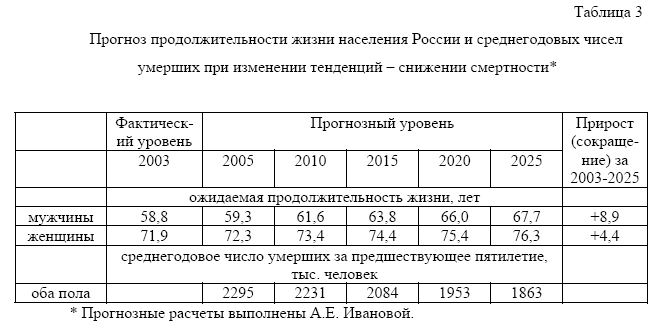 Таблица 3
Прогноз продолжительности жизни населения России и среднегодовых чисел
умерших при изменении тенденций – снижении смертности*
Фактичес-
кий уровень
Прогнозный уровень
Прирост
(сокраще-
ние) за
2003-2025
2003 2005 2010 2015 2020 2025
ожидаемая продолжительность жизни, лет
мужчины 58,8 59,3 61,6 63,8 66,0 67,7 +8,9
женщины 71,9 72,3 73,4 74,4 75,4 76,3 +4,4
среднегодовое число умерших за предшествующее пятилетие,
тыс. человек
оба пола 2295 2231 2084 1953 1863
* Прогнозные расчеты выполнены А.Е. Ивановой.